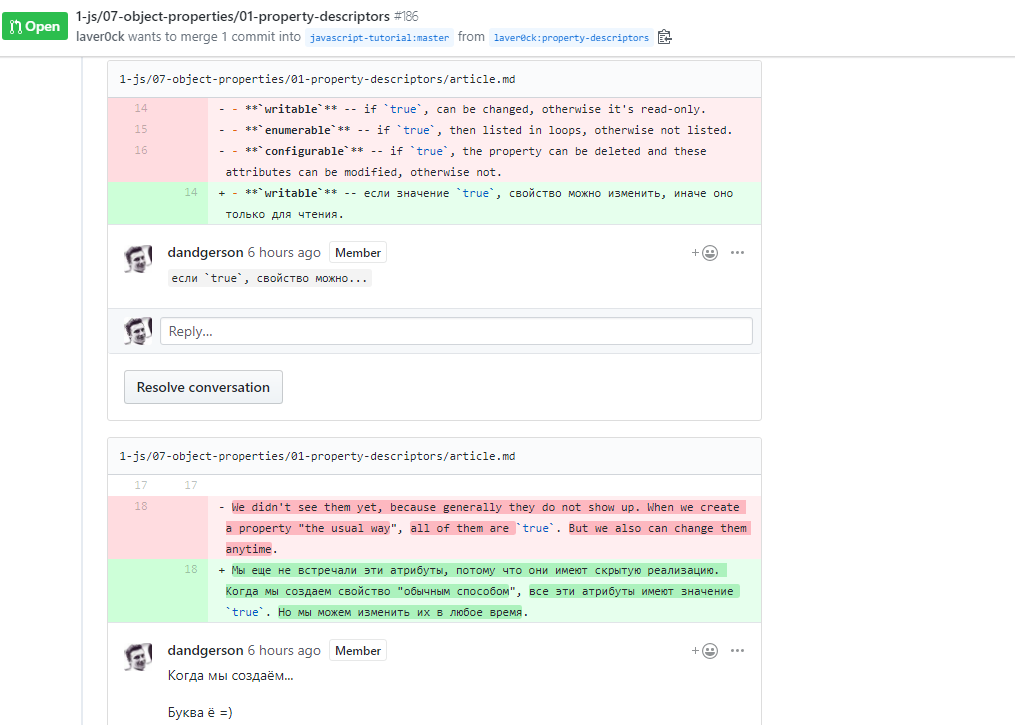 Open
1-js/07-object-properties/01-property-descriptors #186
laver0ck wants to merge 1 commit into javascript-tutorial:master from laver0ck:property-descriptors
1-js/07-object-properties/01-property-descriptors/article.md
14 - - **`writable`** -- if `true`, can be changed, otherwise it's read-only.
15 - - **`enumerable`** -- if `true`, then listed in loops, otherwise not listed.
16 - - **`configurable`** -- if `true`, the property can be deleted and these
attributes can be modified, otherwise not.
14 + - **`writable`** -- если значение `true`, свойство можно изменить, иначе оно
только для чтения.
dandgerson 6 hours ago Member
если `true`, свойство можно...
Reply...
Resolve conversation
1-js/07-object-properties/01-property-descriptors/article.md
17 17
18 - We didn't see them yet, because generally they do not show up. When we create
a property "the usual way", all of them are `true`. But we also can change them
anytime.
18 + Мы еще не встречали эти атрибуты, потому что они имеют скрытую реализацию.
Когда мы создаем свойство "обычным способом", все эти атрибуты имеют значение
`true`. Но мы можем изменить их в любое время.
dandgerson 6 hours ago Member
Когда мы создаём...
Буква ё =)